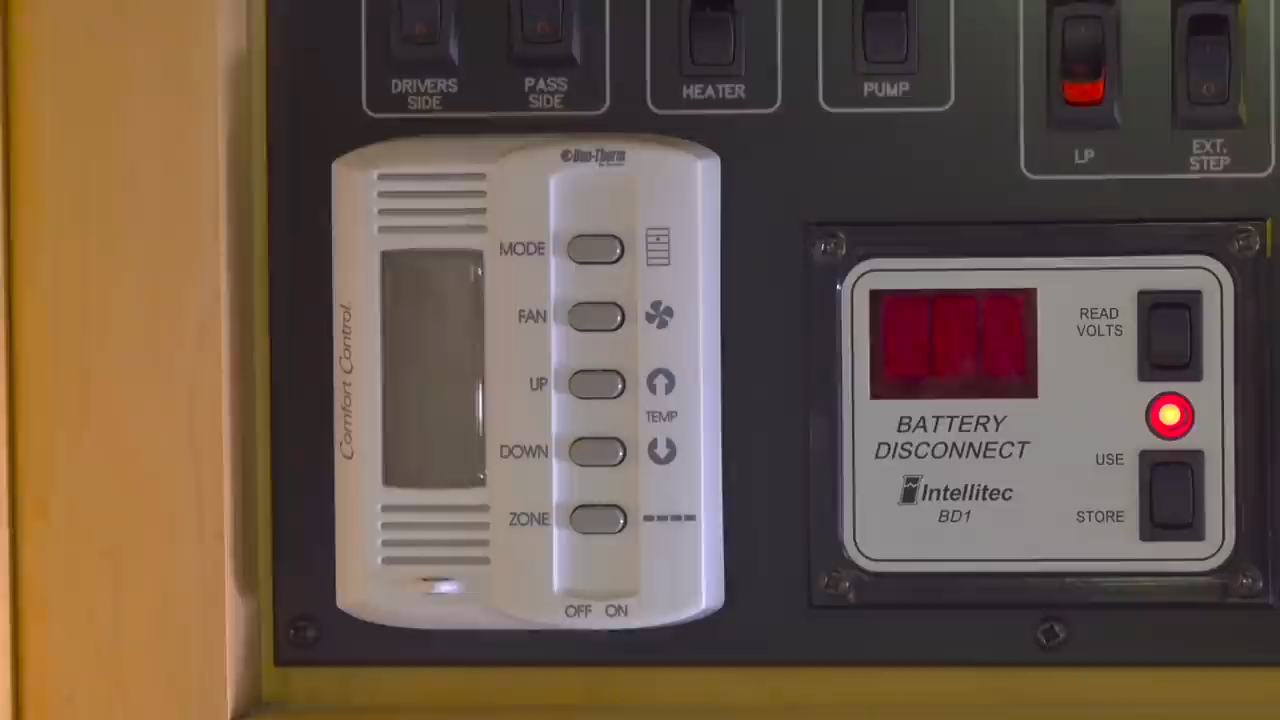 DRIVERS
SIDE
PASS
SIDE
HEATER
PUMP
LP
EXT.
STEP
Duo-Therm
Comfort Control
MODE
FAN
UP
TEMP
DOWN
ZONE
OFF ON
READ
VOLTS
BATTERY
DISCONNECT
USE
Intellitec
BD1
STORE